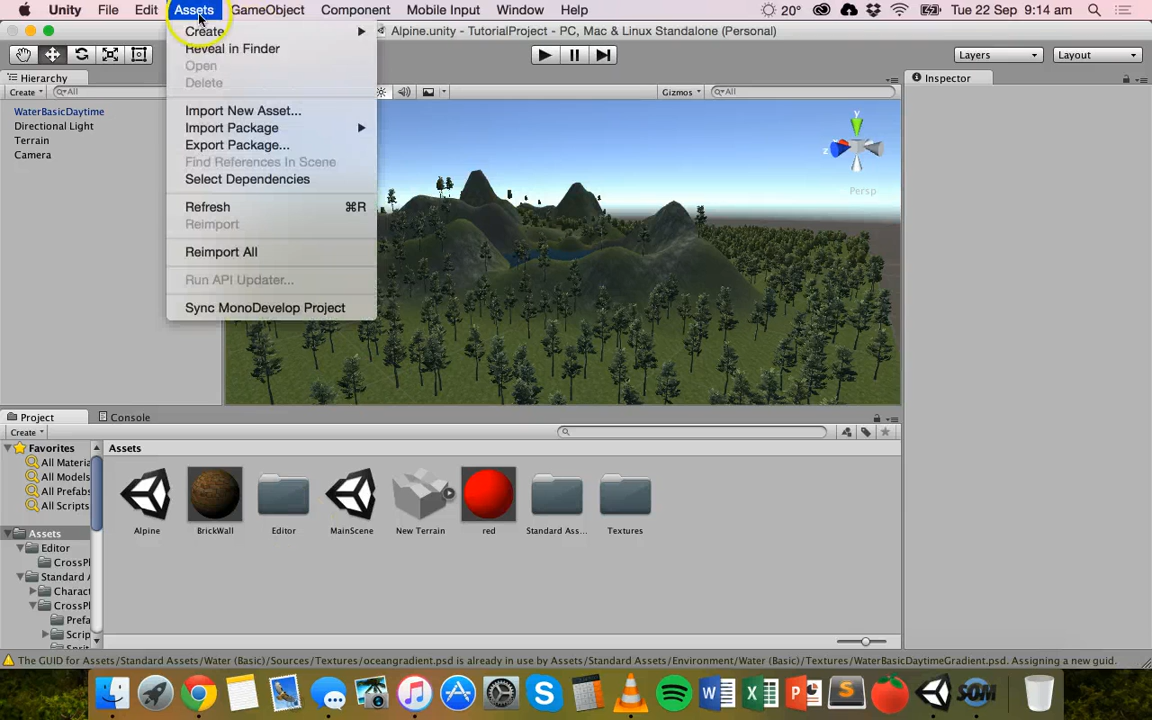 Unity File Edit Assets GameObject Component Mobile Input Window Help 20° Tue 22 Sep 9:14 am
Alpine.unity - TutorialProject - PC, Mac & Linux Standalone (Personal)
Layers Layout
Hierarchy
Create All
WaterBasicDaytime
Directional Light
Terrain
Camera
Create
Reveal in Finder
Open
Delete
Import New Asset...
Import Package
Export Package...
Find References In Scene
Select Dependencies
Refresh ⌘R
Reimport
Reimport All
Run API Updater...
Sync MonoDevelop Project
Gizmos All
y
z
Persp
Inspector
Project Console
Create
Favorites
All Materia
All Models
All Prefabs
All Scripts
Assets
Editor
CrossPl
Standard A
Charact
CrossPl
Prefa
Scrip
Assets
Alpine BrickWall Editor MainScene New Terrain red Standard Ass... Textures
The GUID for Assets/Standard Assets/Water (Basic)/Sources/Textures/oceangradient.psd is already in use by Assets/Standard Assets/Environment/Water (Basic)/Textures/WaterBasicDaytimeGradient.psd. Assigning a new guid.
SOM